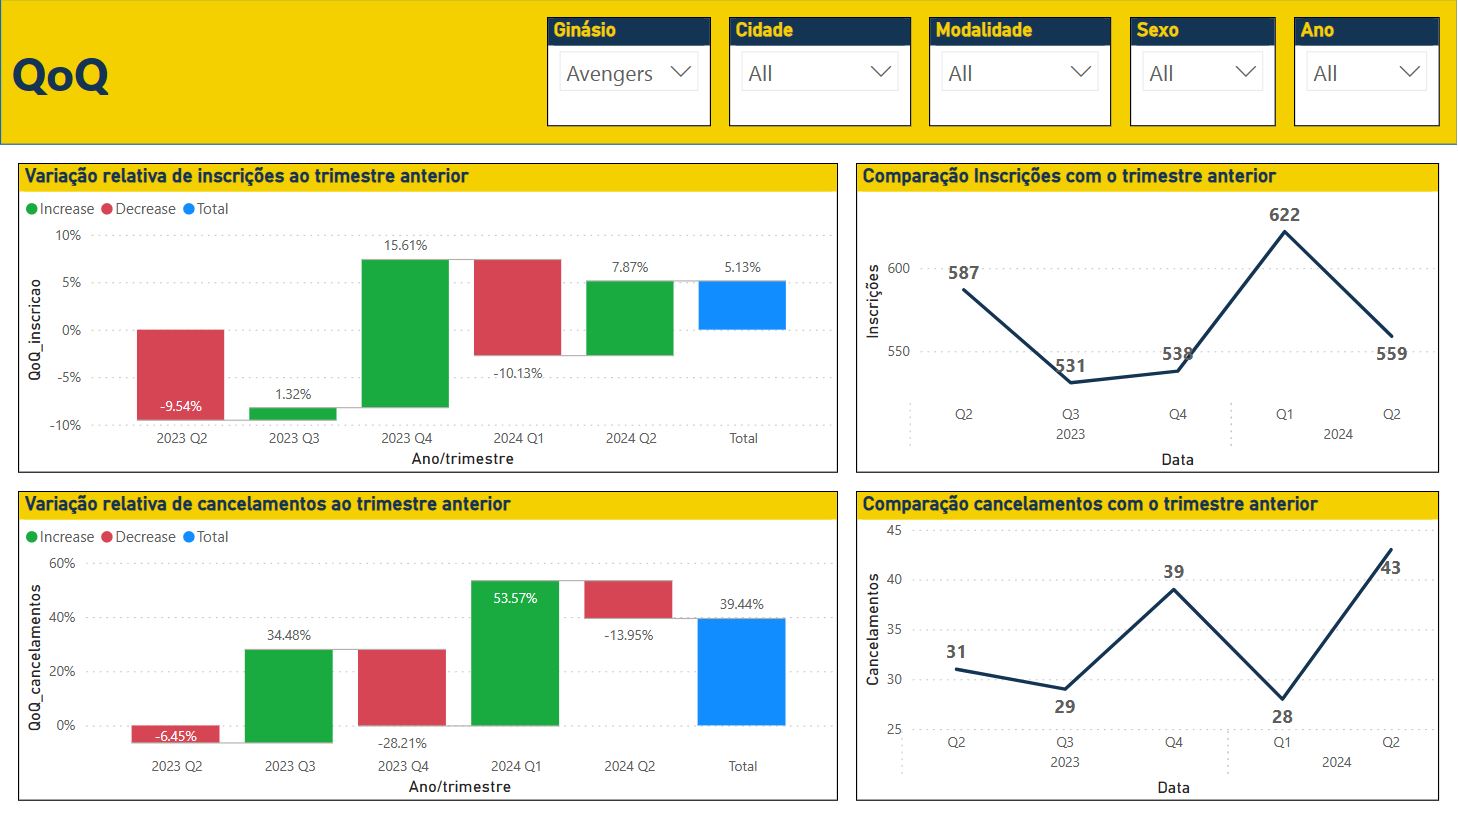 QoQ
Ginásio
Avengers
Cidade
All
Modalidade
All
Sexo
All
Ano
All
Variação relativa de inscrições ao trimestre anterior
Increase Decrease Total
QoQ_inscricao
10%
5%
0%
-5%
-10%
-9.54%
1.32%
15.61%
-10.13%
7.87%
5.13%
2023 Q2 2023 Q3 2023 Q4 2024 Q1 2024 Q2 Total
Ano/trimestre
Comparação Inscrições com o trimestre anterior
Inscrições
600
550
587
531
538
622
559
Q2 Q3 Q4 Q1 Q2
2023 2024
Data
Variação relativa de cancelamentos ao trimestre anterior
Increase Decrease Total
QoQ_cancelamentos
60%
40%
20%
0%
-6.45%
34.48%
-28.21%
53.57%
-13.95%
39.44%
2023 Q2 2023 Q3 2023 Q4 2024 Q1 2024 Q2 Total
Ano/trimestre
Comparação cancelamentos com o trimestre anterior
Cancelamentos
45
40
35
30
25
31
29
39
28
43
Q2 Q3 Q4 Q1 Q2
2023 2024
Data